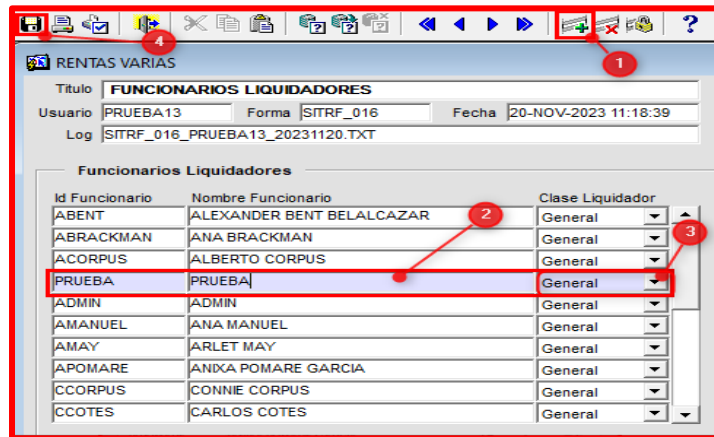 4
1
RENTAS VARIAS
Titulo FUNCIONARIOS LIQUIDADORES
Usuario PRUEBA13 Forma SITRF_016 Fecha 20-NOV-2023 11:18:39
Log SITRF_016_PRUEBA13_20231120.TXT
Funcionarios Liquidadores
Id Funcionario Nombre Funcionario Clase Liquidador
ABENT ALEXANDER BENT BELALCAZAR 2 General
ABRACKMAN ANA BRACKMAN General 3
ACORPUS ALBERTO CORPUS General
PRUEBA PRUEBA General
ADMIN ADMIN General
AMANUEL ANA MANUEL General
AMAY ARLET MAY General
APOMARE ANIXA POMARE GARCIA General
CCORPUS CONNIE CORPUS General
CCOTES CARLOS COTES General